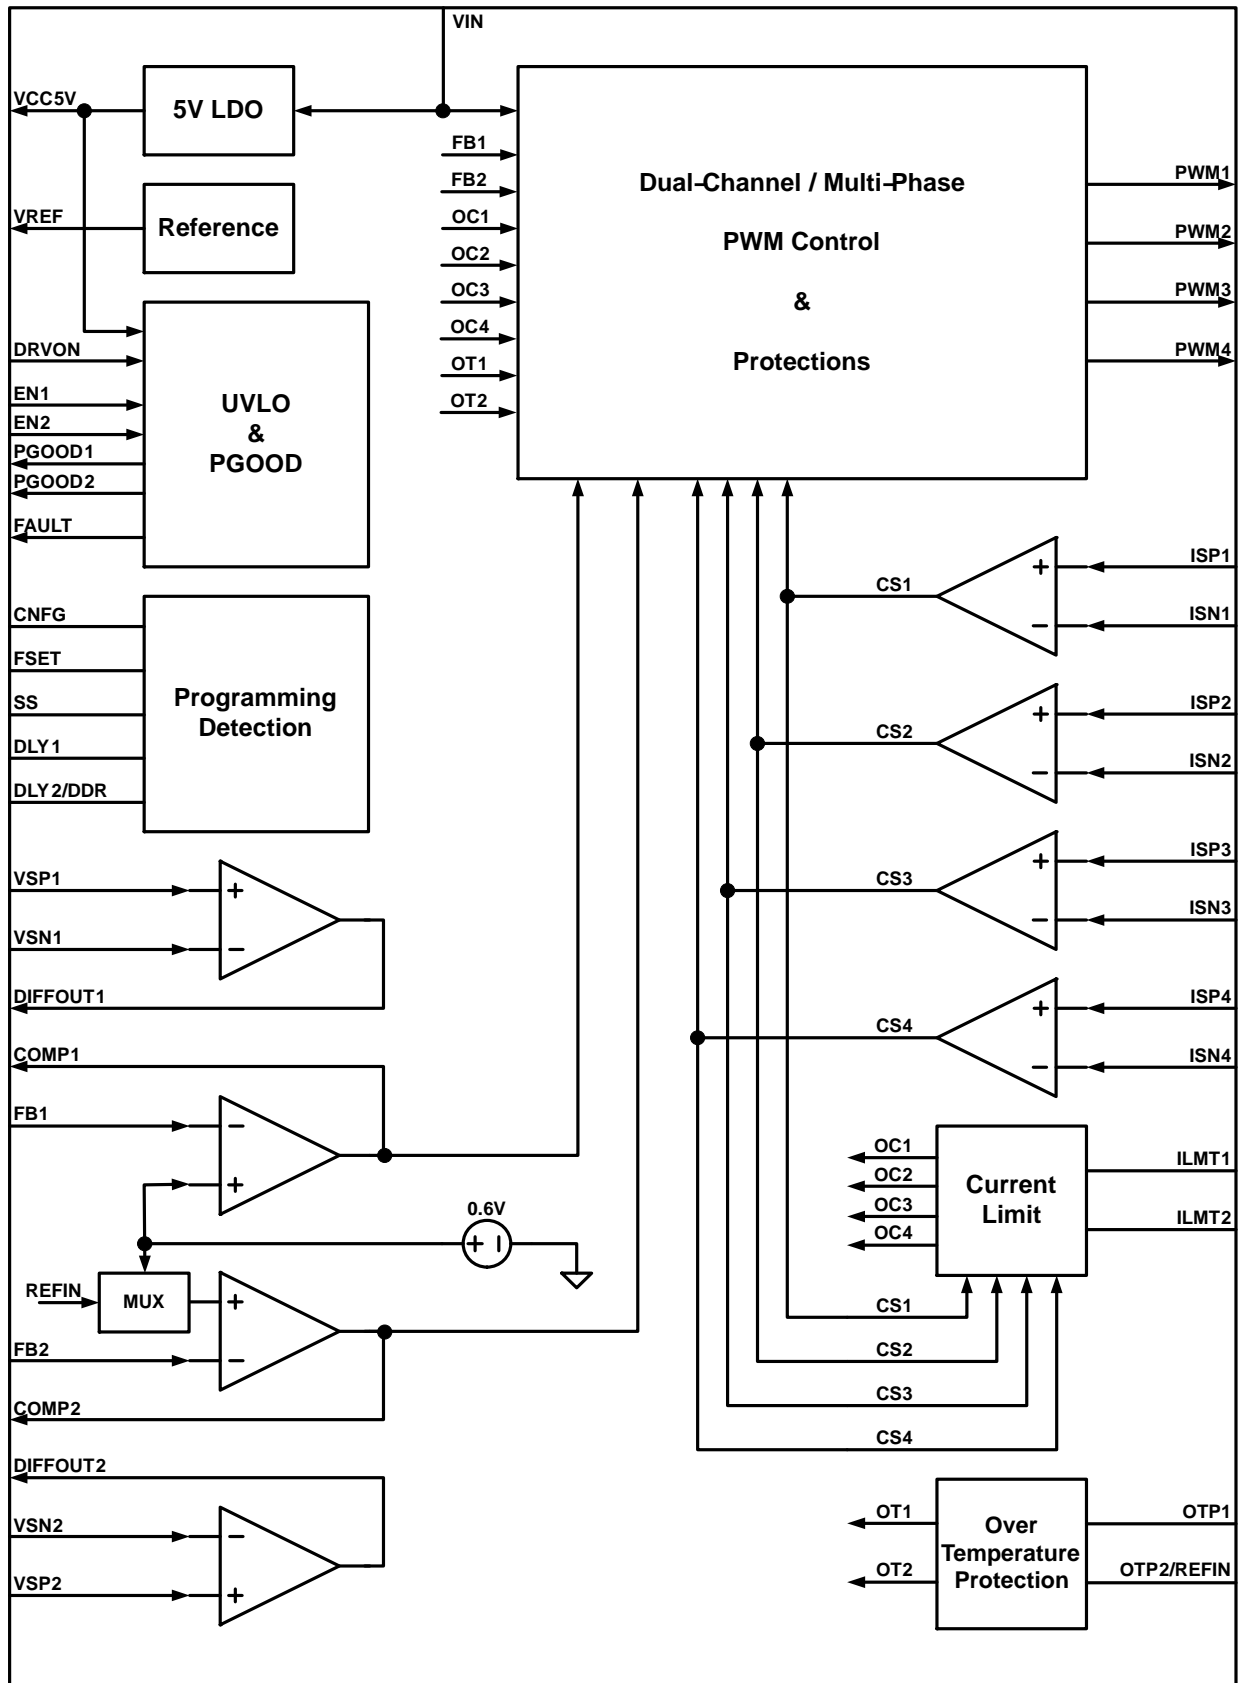 VIN
VCC5V
5V LDO
FB1
FB2
OC1
OC2
OC3
OC4
OT1
OT2
Dual-Channel / Multi-Phase
PWM Control
&
Protections
PWM1
PWM2
PWM3
PWM4
VREF
Reference
DRVON
EN1
EN2
PGOOD1
PGOOD2
FAULT
UVLO
&
PGOOD
CNFG
FSET
SS
DLY1
DLY2/DDR
Programming
Detection
CS1
+
−
ISP1
ISN1
CS2
+
−
ISP2
ISN2
CS3
+
−
ISP3
ISN3
CS4
+
−
ISP4
ISN4
VSP1
+
VSN1
−
DIFFOUT1
COMP1
FB1
−
+
0.6V
+ −
REFIN
MUX
+
FB2
−
COMP2
DIFFOUT2
VSN2
−
VSP2
+
OC1
OC2
OC3
OC4
Current
Limit
ILMT1
ILMT2
CS1
CS2
CS3
CS4
OT1
OT2
Over
Temperature
Protection
OTP1
OTP2/REFIN